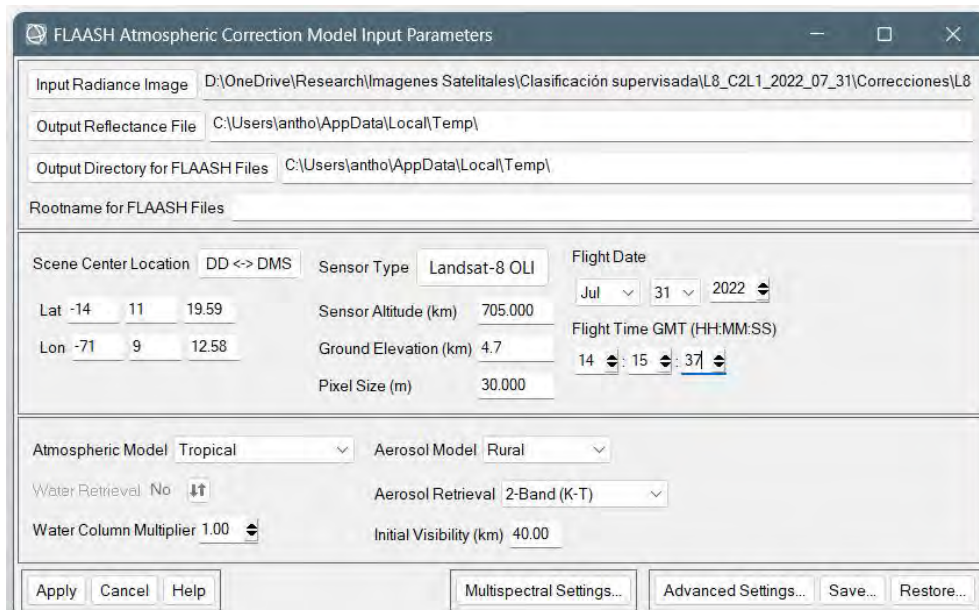 FLAASH Atmospheric Correction Model Input Parameters
Input Radiance Image D:\OneDrive\Research\Imagenes Satelitales\Clasificación supervisada\L8_C2L1_2022_07_31\Correcciones\L8
Output Reflectance File C:\Users\antho\AppData\Local\Temp\
Output Directory for FLAASH Files C:\Users\antho\AppData\Local\Temp\
Rootname for FLAASH Files
Scene Center Location DD <-> DMS
Lat -14 11 19.59
Lon -71 9 12.58
Sensor Type Landsat-8 OLI
Sensor Altitude (km) 705.000
Ground Elevation (km) 4.7
Pixel Size (m) 30.000
Flight Date
Jul 31 2022
Flight Time GMT (HH:MM:SS)
14 : 15 : 37
Atmospheric Model Tropical
Water Retrieval No
Water Column Multiplier 1.00
Aerosol Model Rural
Aerosol Retrieval 2-Band (K-T)
Initial Visibility (km) 40.00
Apply Cancel Help Multispectral Settings... Advanced Settings... Save... Restore...